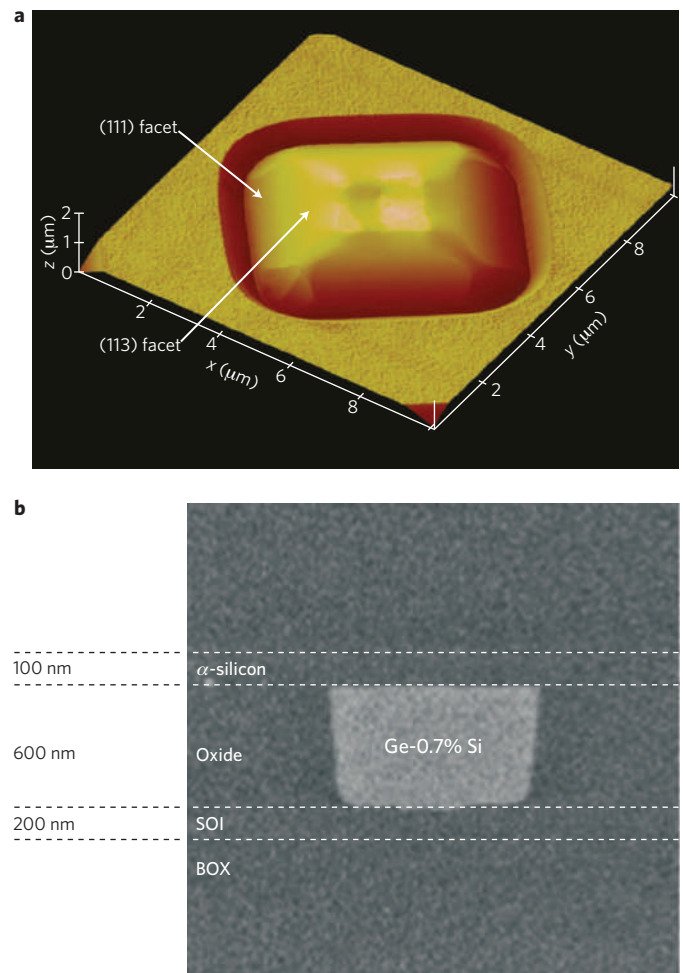 a
(111) facet
2
1
0
z (μm)
(113) facet
2
4
6
8
x (μm)
2
4
6
8
y (μm)
b
100 nm
α-silicon
600 nm
Oxide
Ge-0.7% Si
200 nm
SOI
BOX